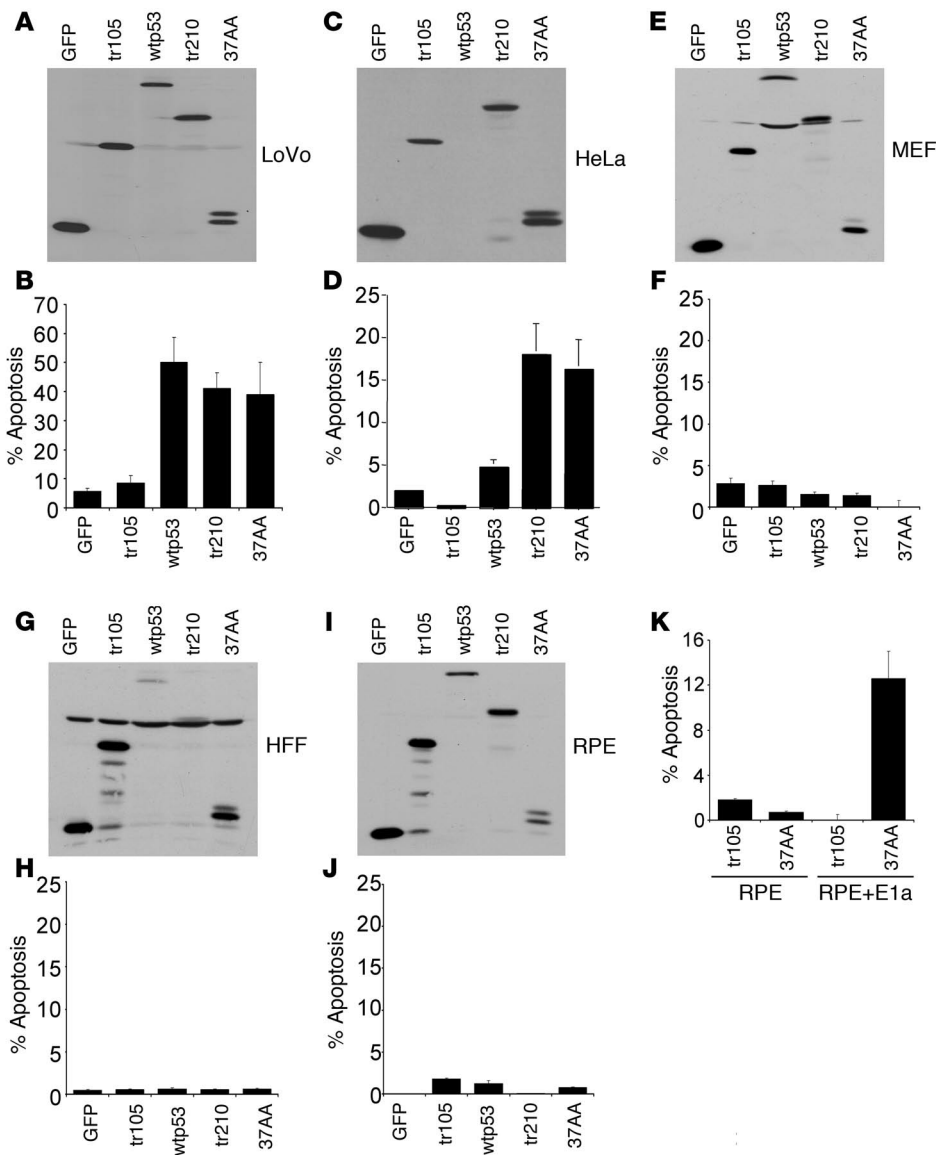 A C E
GFP tr105 wtp53 tr210 37AA
GFP tr105 wtp53 tr210 37AA
GFP tr105 wtp53 tr210 37AA
LoVo
HeLa
MEF
B
% Apoptosis
70
60
50
40
30
20
10
0
GFP tr105 wtp53 tr210 37AA
D
% Apoptosis
25
20
15
10
5
0
GFP tr105 wtp53 tr210 37AA
F
% Apoptosis
25
20
15
10
5
0
GFP tr105 wtp53 tr210 37AA
G
GFP tr105 wtp53 tr210 37AA
HFF
I
GFP tr105 wtp53 tr210 37AA
RPE
K
% Apoptosis
16
12
8
4
0
tr105 37AA tr105 37AA
RPE RPE+E1a
H
% Apoptosis
25
20
15
10
5
0
GFP tr105 wtp53 tr210 37AA
J
% Apoptosis
25
20
15
10
5
0
GFP tr105 wtp53 tr210 37AA